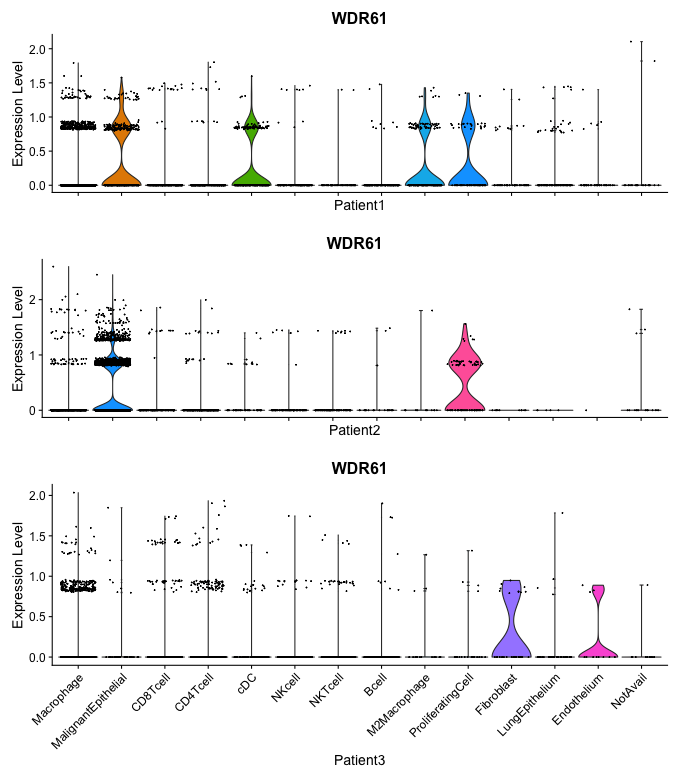 WDR61
Expression Level
2.0
1.5
1.0
0.5
0.0
Patient1
WDR61
Expression Level
2
1
0
Patient2
WDR61
Expression Level
2.0
1.5
1.0
0.5
0.0
Macrophage
MalignantEpithelial
CD8Tcell
CD4Tcell
cDC
NKcell
NKTcell
Bcell
M2Macrophage
ProliferatingCell
Fibroblast
LungEpithelium
Endothelium
NotAvail
Patient3